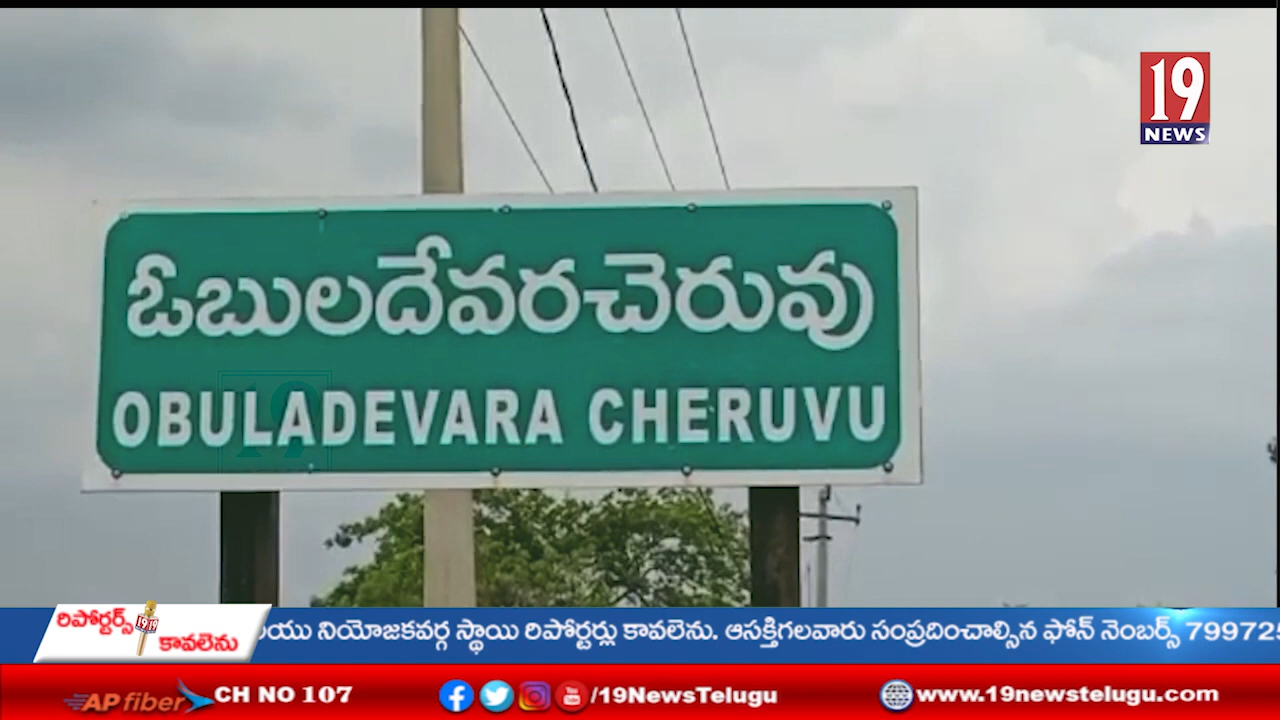 19
NEWS
ఓబులదేవరచెరువు
OBULADEVARA CHERUVU
రిపోర్టర్స్
కావలెను
నియోజకవర్గ స్థాయి రిపోర్టర్లు కావలెను. ఆసక్తిగలవారు సంప్రదించాల్సిన ఫోన్ నెంబర్స్ 799725
AP fiber CH NO 107 /19NewsTelugu www.19newstelugu.com